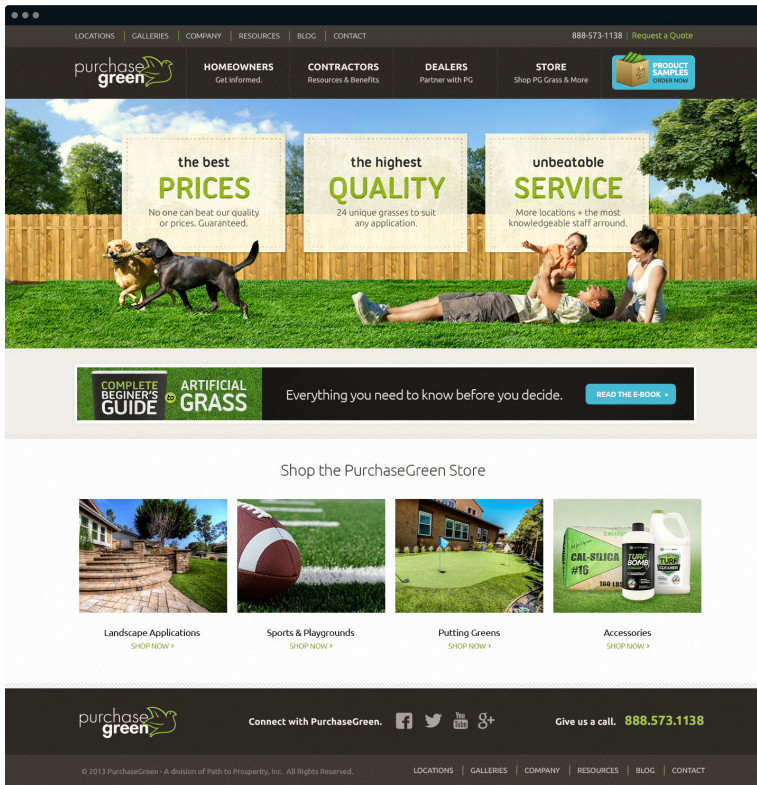 LOCATIONS GALLERIES COMPANY RESOURCES BLOG CONTACT 888-573-1138 | Request a Quote
purchase
green
HOMEOWNERS
Get informed.
CONTRACTORS
Resources & Benefits
DEALERS
Partner with PG
STORE
Shop PG Grass & More
PRODUCT
SAMPLES
ORDER NOW
the best
PRICES
No one can beat our quality
or prices. Guaranteed.
the highest
QUALITY
24 unique grasses to suit
any application.
unbeatable
SERVICE
More locations + the most
knowledgeable staff arround.
COMPLETE
BEGINER'S
GUIDE
to
ARTIFICIAL
GRASS
Everything you need to know before you decide.
READ THE E-BOOK
Shop the PurchaseGreen Store
CAL-SILICA
#16
100 LBS
TURF
BOMB
TURF
CLEANER
Landscape Applications
SHOP NOW >
Sports & Playgrounds
SHOP NOW >
Putting Greens
SHOP NOW >
Accessories
SHOP NOW >
purchase
green
Connect with PurchaseGreen.
You
Tube
g+
Give us a call. 888.573.1138
© 2013 PurchaseGreen - A division of Path to Prosperity, Inc. All Rights Reserved.
LOCATIONS GALLERIES COMPANY RESOURCES BLOG CONTACT